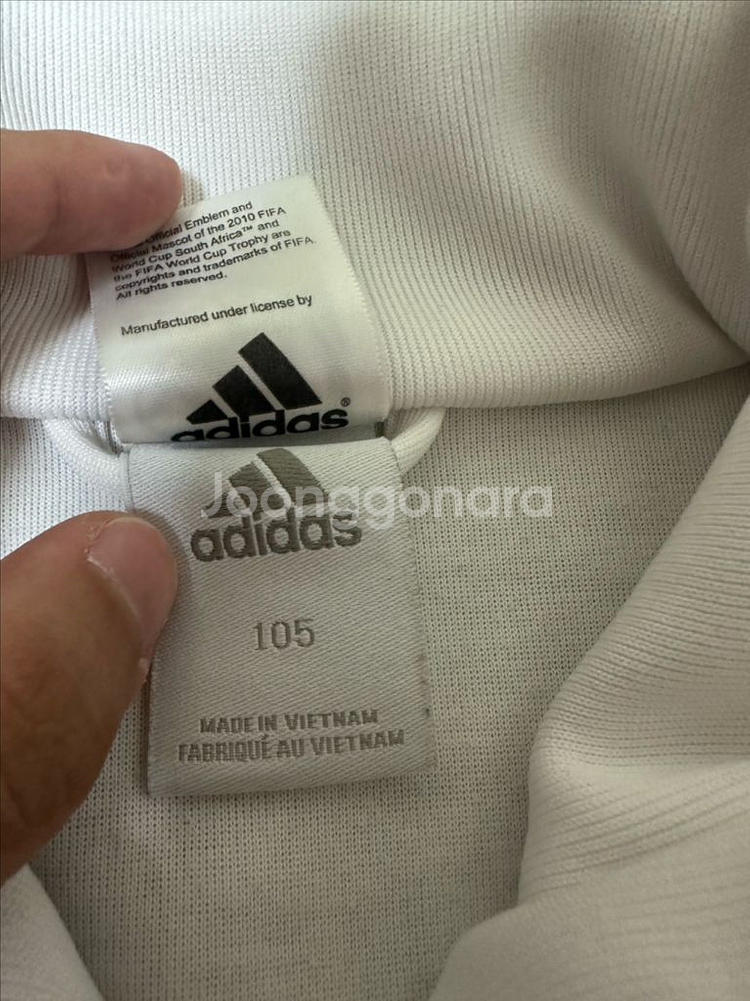 Official Emblem and
Official Mascot of the 2010 FIFA
World Cup South Africa™ and
the FIFA World Cup Trophy are
copyrights and trademarks of FIFA.
All rights reserved.
Manufactured under license by
adidas®
Joonggonara
adidas
105
MADE IN VIETNAM
FABRIQUÉ AU VIETNAM